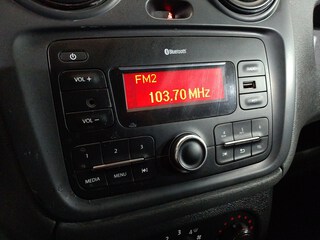 Bluetooth
VOL +
FM2
103.70 MHz
VOL −
1 2 3
MEDIA MENU